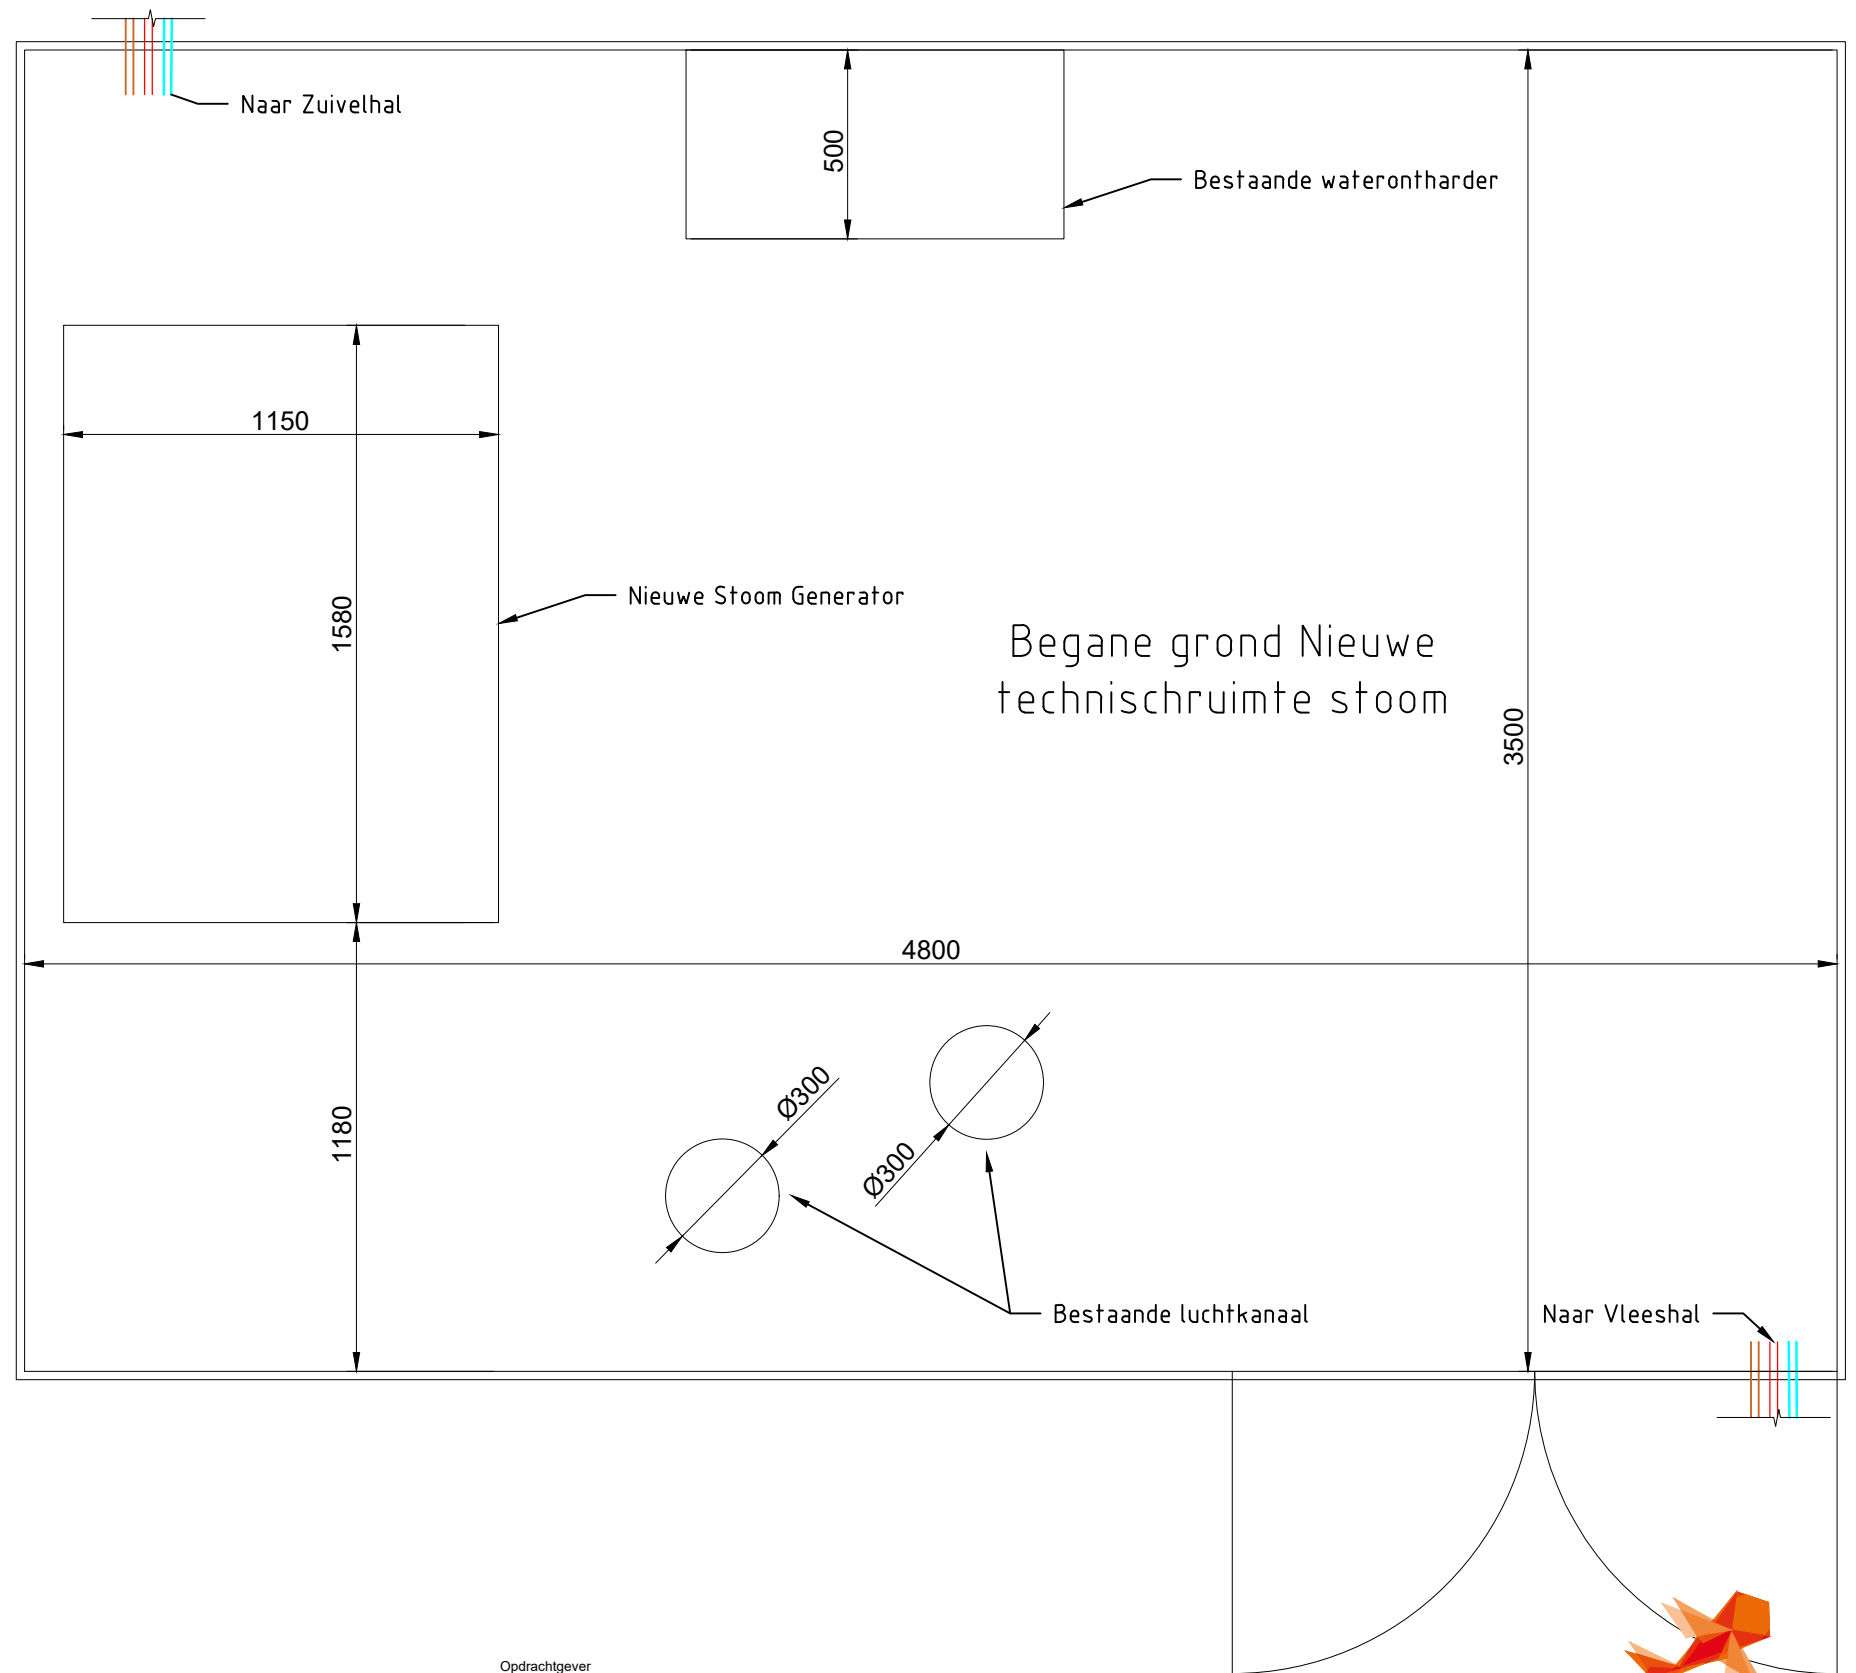 Naar Zuivelhal
500
Bestaande waterontharder
1150
1580
Nieuwe Stoom Generator
Begane grond Nieuwe
technischruimte stoom
3500
4800
Ø300
Ø300
1180
Bestaande luchtkanaal
Naar Vleeshal
Opdrachtgever